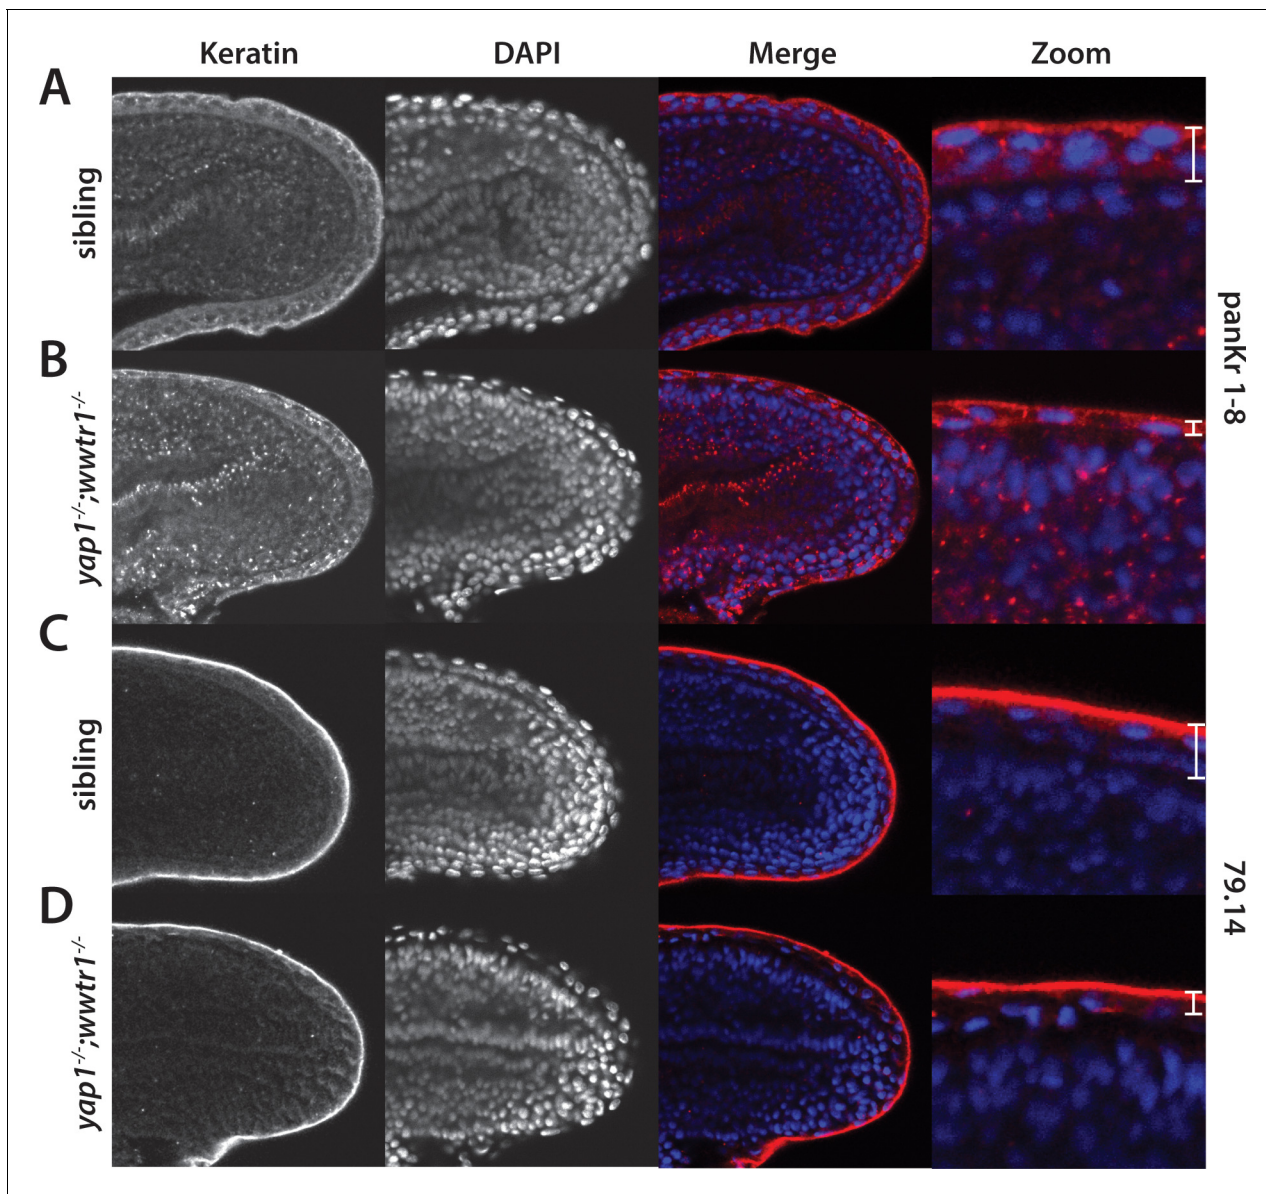 Keratin DAPI Merge Zoom
A
sibling
B
yap1-/-;wwtr1-/-
panKr 1-8
C
sibling
D
yap1-/-;wwtr1-/-
79.14